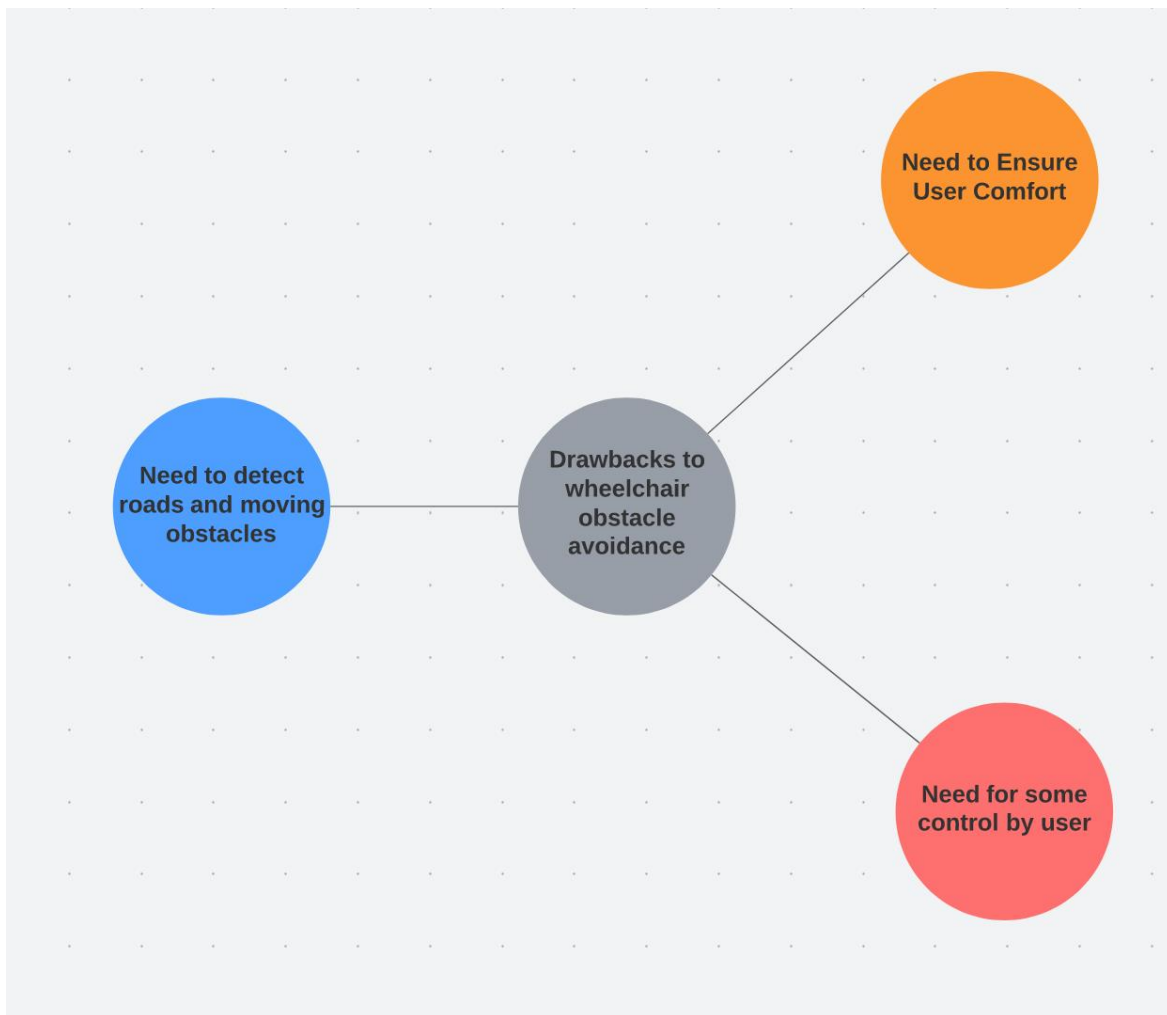 Need to Ensure
User Comfort
Need to detect
roads and moving
obstacles
Drawbacks to
wheelchair
obstacle
avoidance
Need for some
control by user